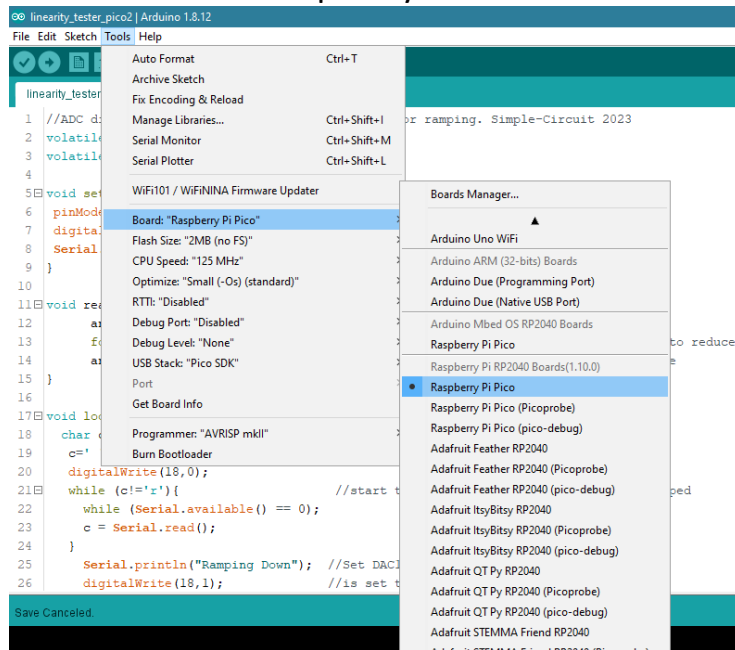 linearity_tester_pico2 | Arduino 1.8.12
File Edit Sketch Tools Help
linearity_tester
Auto Format Ctrl+T
Archive Sketch
Fix Encoding & Reload
Manage Libraries... Ctrl+Shift+I
Serial Monitor Ctrl+Shift+M
Serial Plotter Ctrl+Shift+L
WiFi101 / WiFiNINA Firmware Updater
Board: "Raspberry Pi Pico"
Flash Size: "2MB (no FS)"
CPU Speed: "125 MHz"
Optimize: "Small (-Os) (standard)"
RTTI: "Disabled"
Debug Port: "Disabled"
Debug Level: "None"
USB Stack: "Pico SDK"
Port
Get Board Info
Programmer: "AVRISP mkII"
Burn Bootloader
Boards Manager...
Arduino Uno WiFi
Arduino ARM (32-bits) Boards
Arduino Due (Programming Port)
Arduino Due (Native USB Port)
Arduino Mbed OS RP2040 Boards
Raspberry Pi Pico
Raspberry Pi RP2040 Boards(1.10.0)
Raspberry Pi Pico
Raspberry Pi Pico (Picoprobe)
Raspberry Pi Pico (pico-debug)
Adafruit Feather RP2040
Adafruit Feather RP2040 (Picoprobe)
Adafruit Feather RP2040 (pico-debug)
Adafruit ItsyBitsy RP2040
Adafruit ItsyBitsy RP2040 (Picoprobe)
Adafruit ItsyBitsy RP2040 (pico-debug)
Adafruit QT Py RP2040
Adafruit QT Py RP2040 (Picoprobe)
Adafruit QT Py RP2040 (pico-debug)
Adafruit STEMMA Friend RP2040
1 //ADC di or ramping. Simple-Circuit 2023
2 volatile
3 volatil
4
5 void set
6 pinMode
7 digita
8 Serial
9 }
10
11 void rea
12 an
13 fo to reduce
14 an
15 }
16
17 void loo
18 char c
19 c='
20 digitalWrite(18,0);
21 while (c!='r'){ //start t ped
22 while (Serial.available() == 0);
23 c = Serial.read();
24 }
25 Serial.println("Ramping Down"); //Set DAC
26 digitalWrite(18,1); //is set t
Save Canceled.